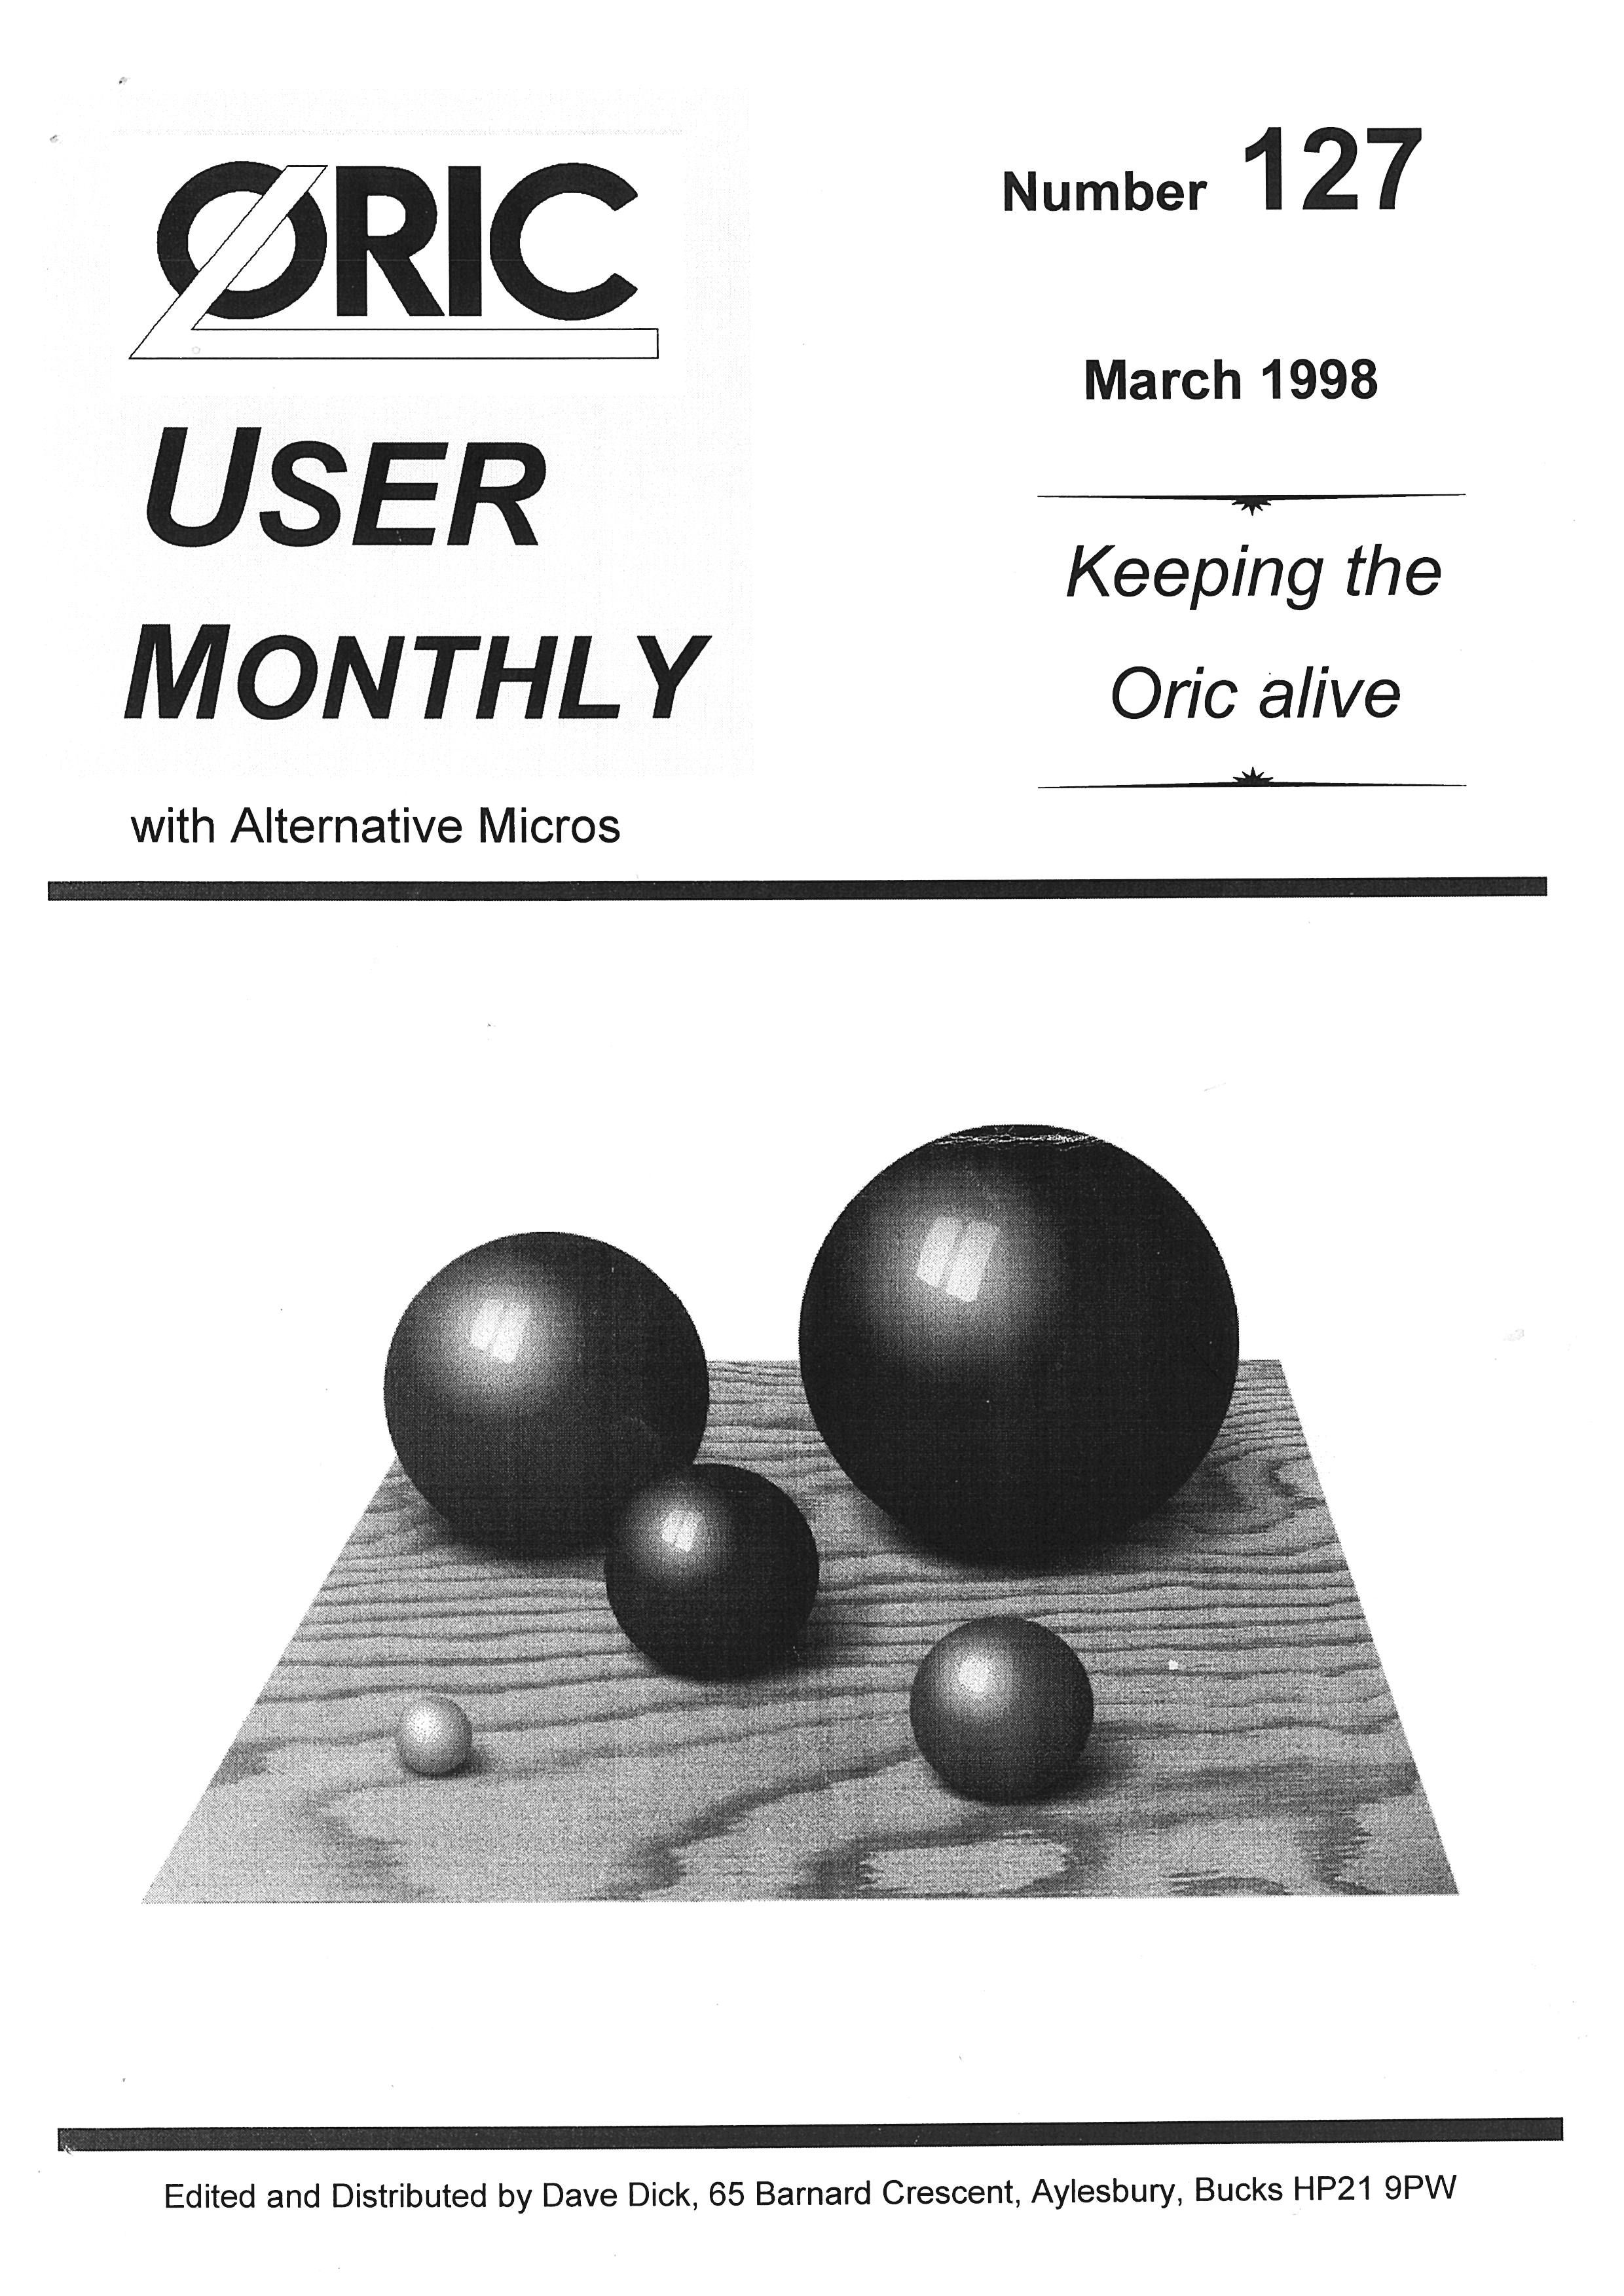 ORIC
USER
MONTHLY
with Alternative Micros
Number 127
March 1998
Keeping the
Oric alive
Edited and Distributed by Dave Dick, 65 Barnard Crescent, Aylesbury, Bucks HP21 9PW